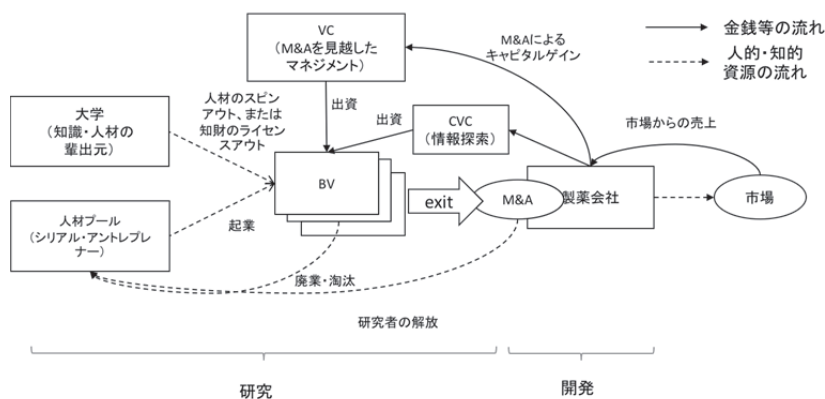 VC
(M&Aを見越した
マネジメント)
M&Aによる
キャピタルゲイン
金銭等の流れ
人的・知的
資源の流れ
大学
(知識・人材の
輩出元)
人材のスピン
アウト、または
知財のライセン
スアウト
出資
出資
CVC
(情報探索)
市場からの売上
BV
exit
M&A
製薬会社
市場
人材プール
(シリアル・アントレプレ
ナー)
起業
廃業・淘汰
研究者の解放
研究
開発